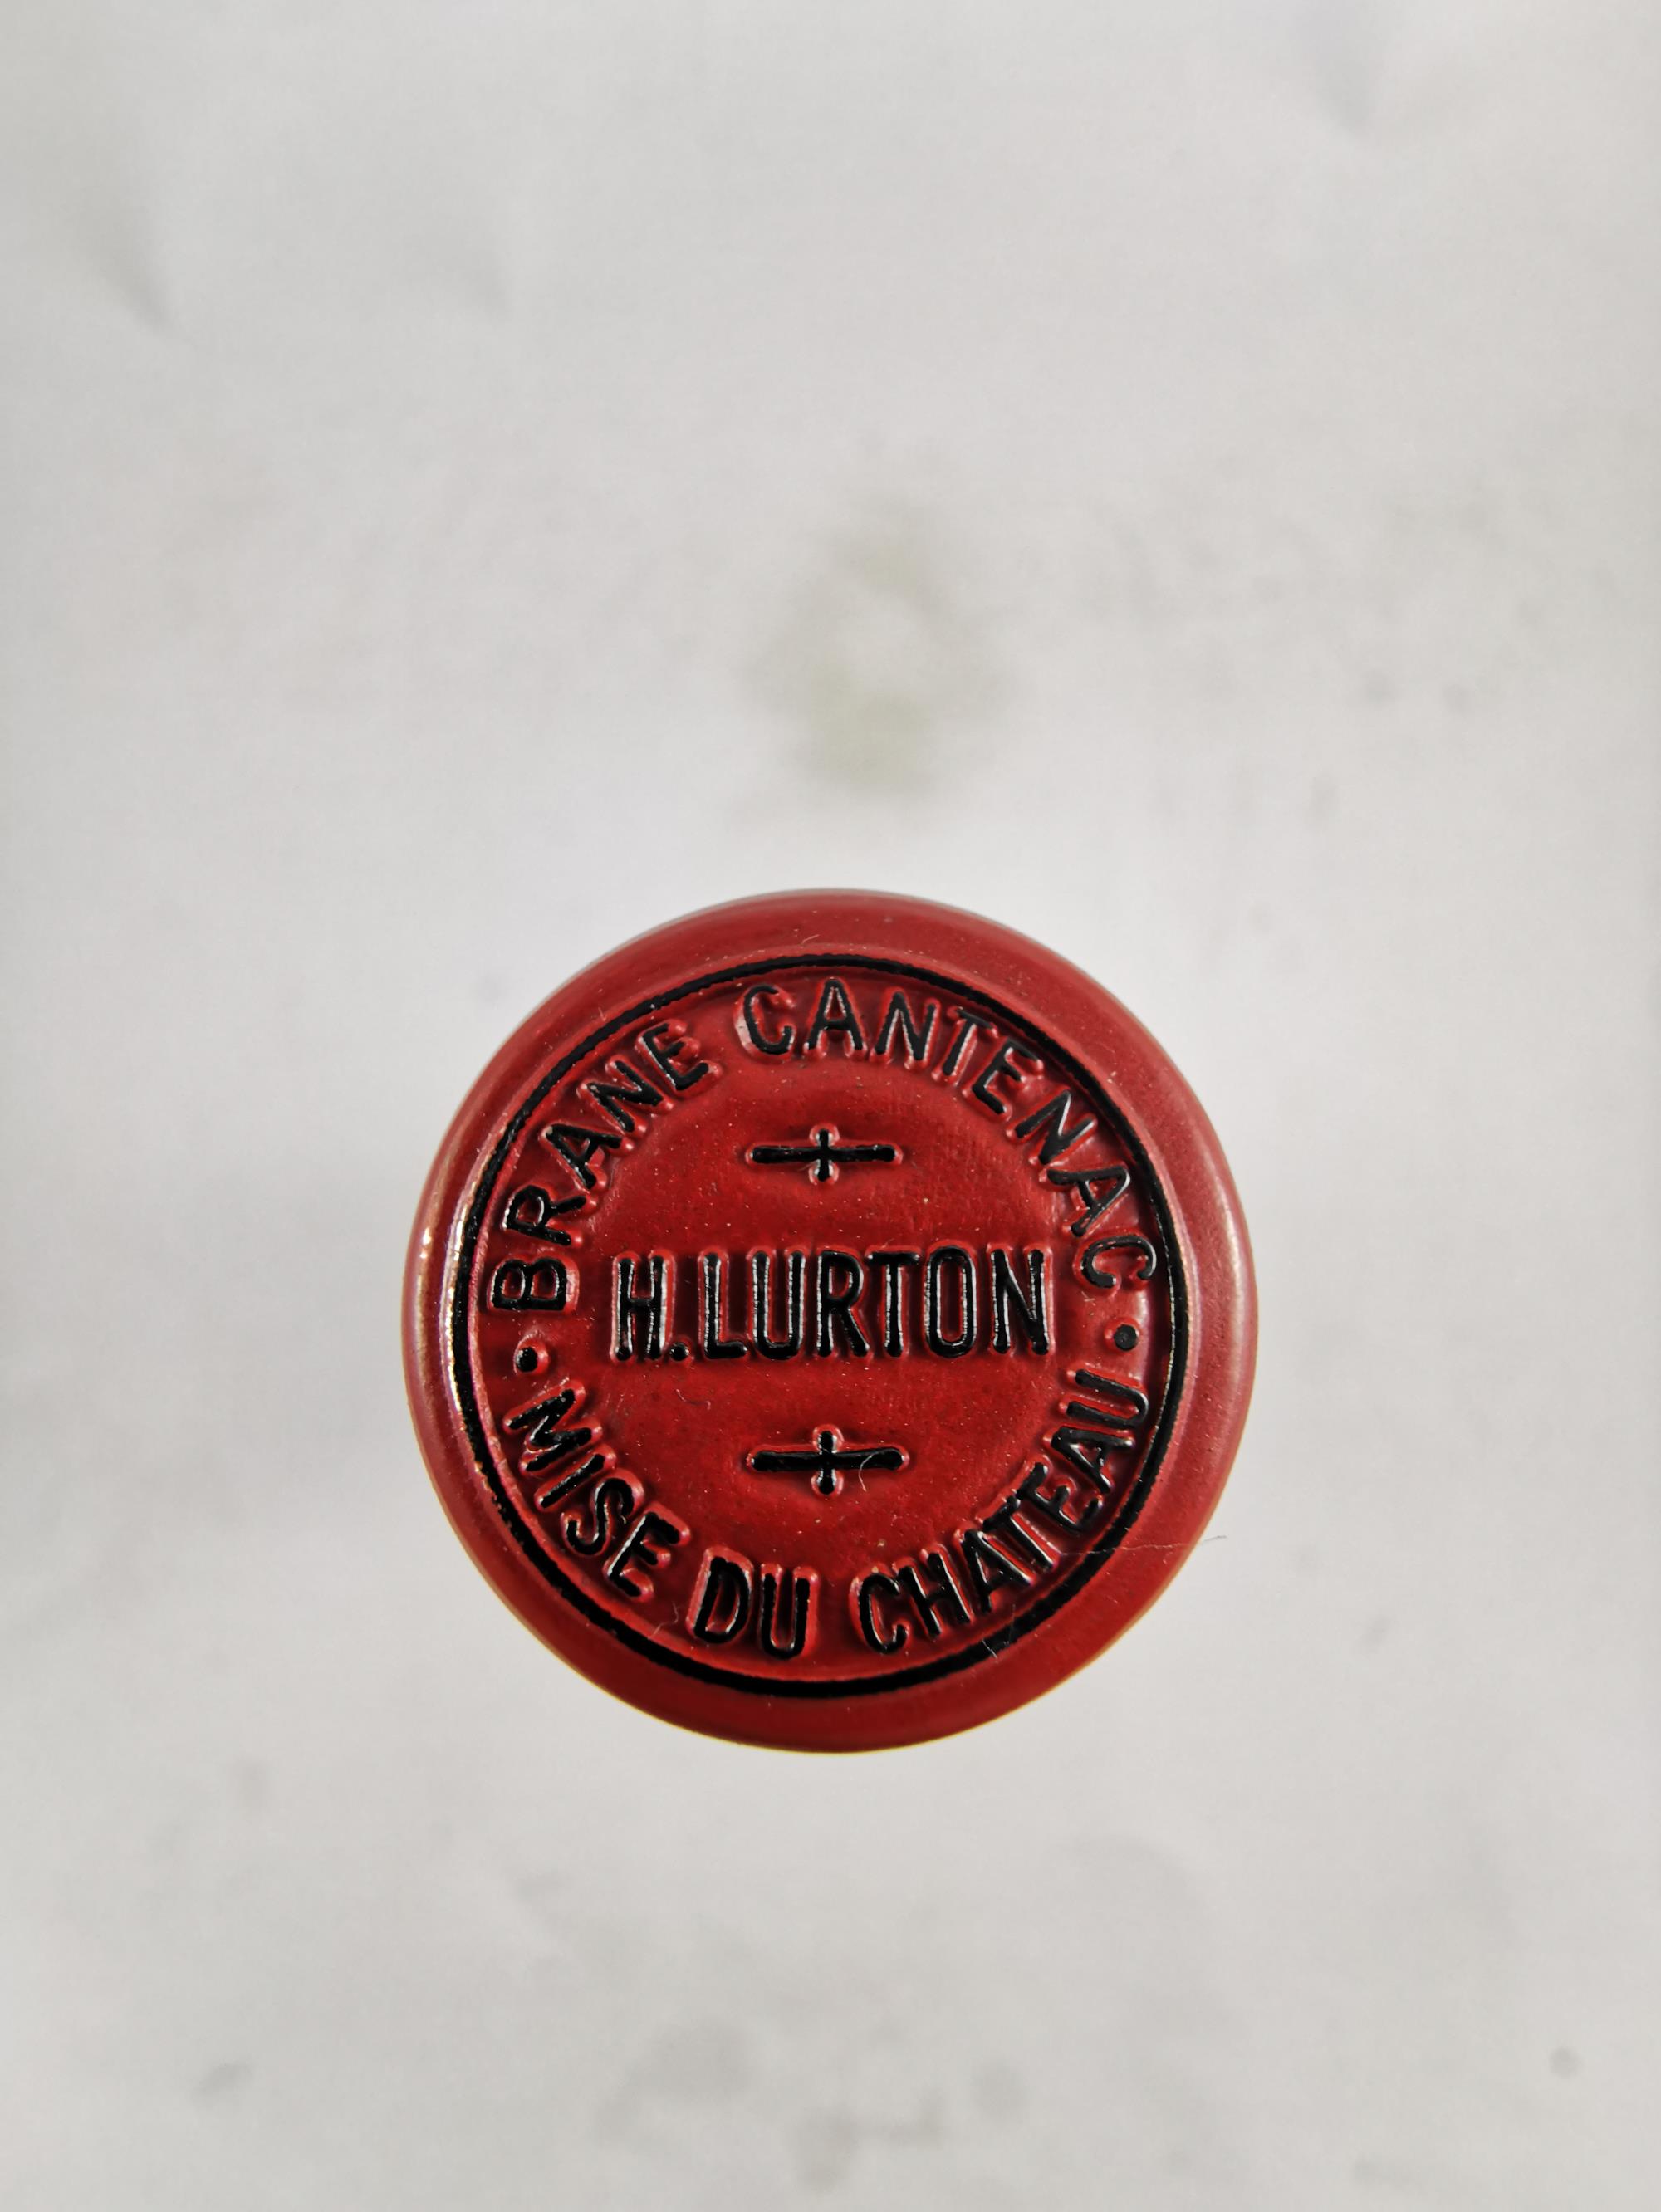 BRANE CANTENAC
H.LURTON
• MISE DU CHATEAU •